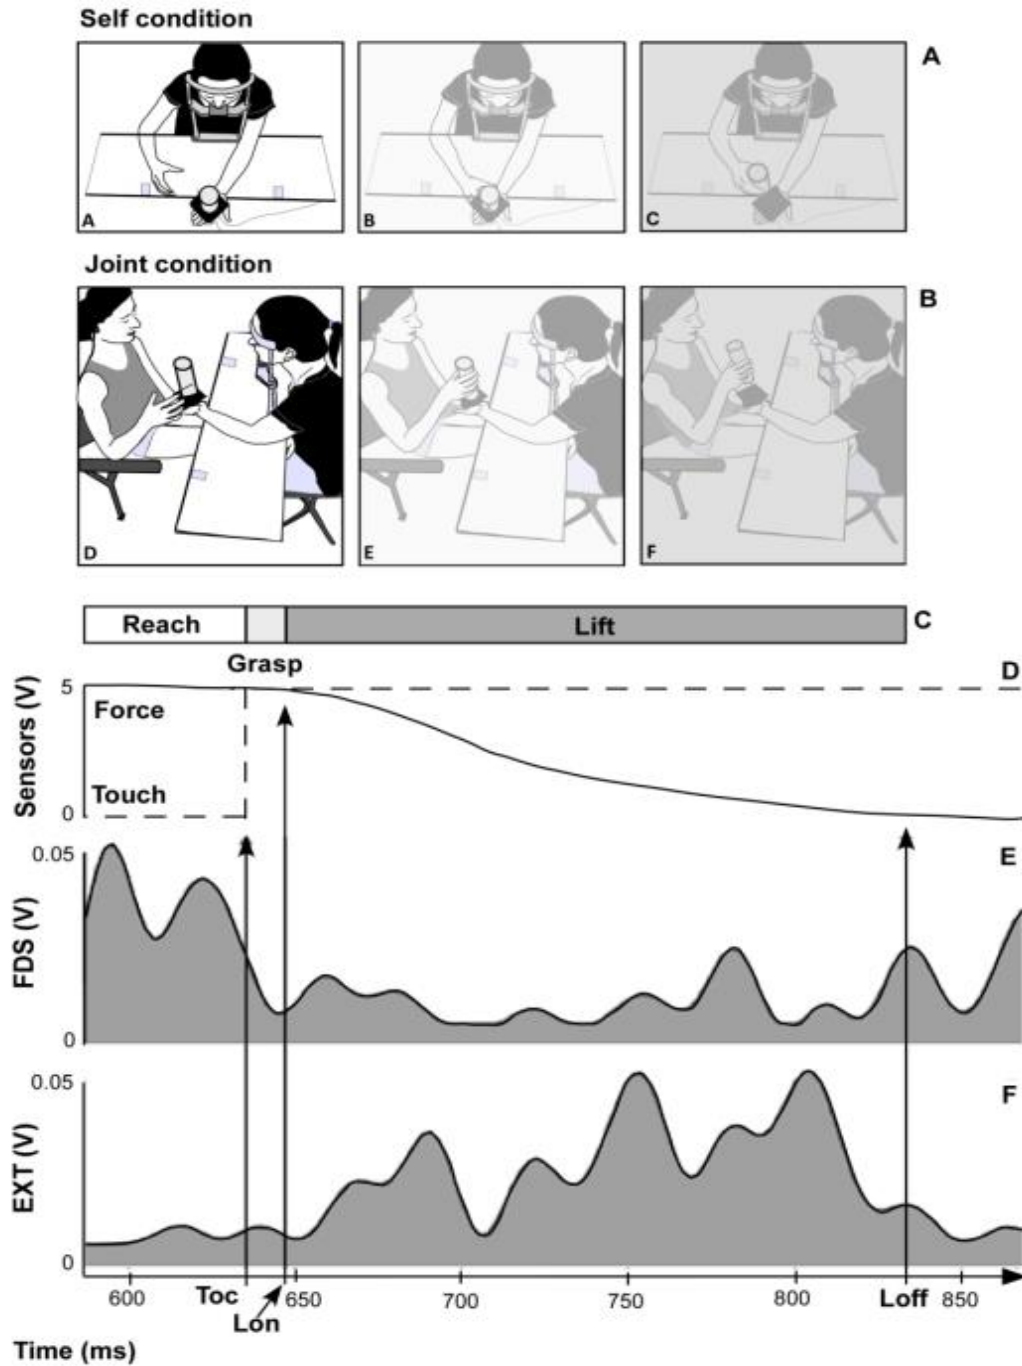 Self condition
A
A
B
C
Joint condition
B
D
E
F
Reach
Lift
C
Grasp
D
Sensors (V)
5
Force
Touch
0
0.05
E
FDS (V)
0
0.05
F
EXT (V)
0
600
Toc
650
700
750
800
Loff
850
Lon
Time (ms)